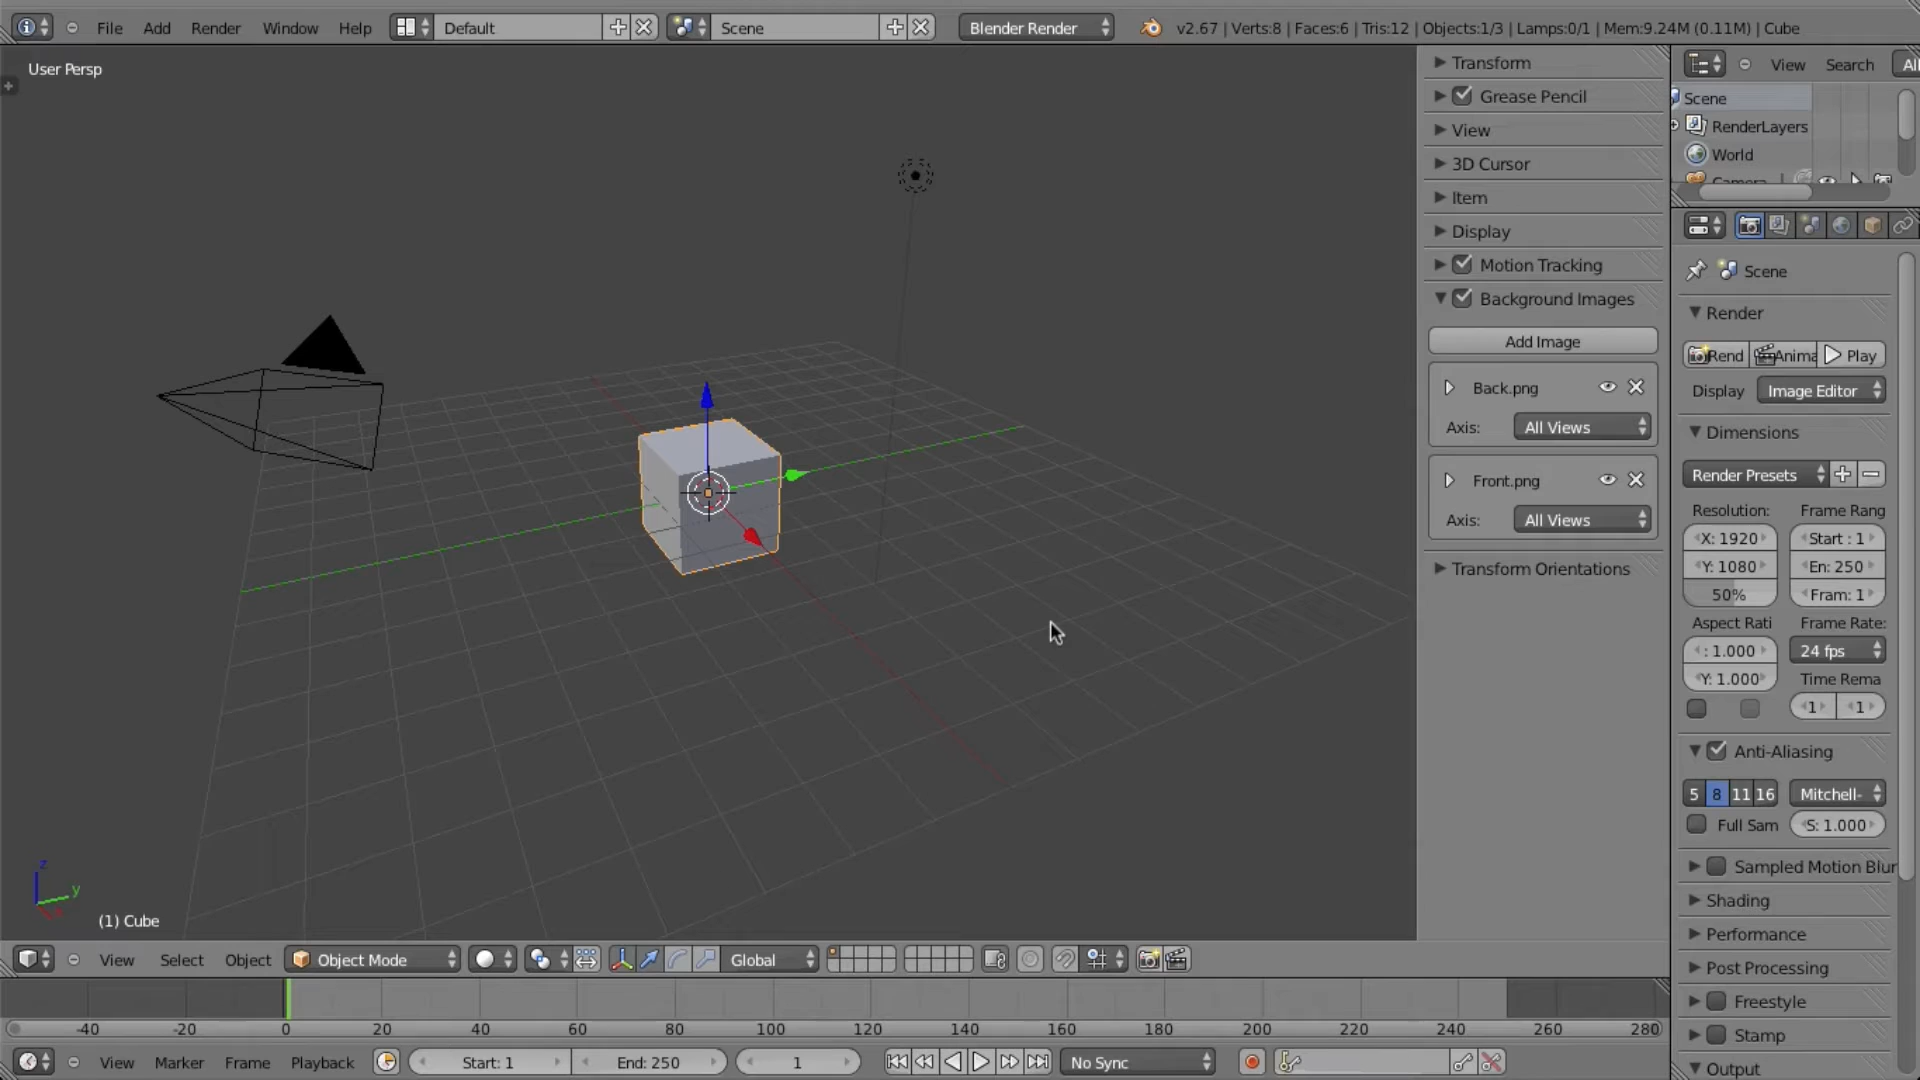 File Add Render Window Help Default Scene Blender Render v2.67 | Verts:8 | Faces:6 | Tris:12 | Objects:1/3 | Lamps:0/1 | Mem:9.24M (0.11M) | Cube
User Persp
(1) Cube
z
y
Transform
Grease Pencil
View
3D Cursor
Item
Display
Motion Tracking
Background Images
Add Image
Back.png
Axis: All Views
Front.png
Axis: All Views
Transform Orientations
View Search All
Scene
RenderLayers
World
Camera
Scene
Render
Rend Anima Play
Display Image Editor
Dimensions
Render Presets
Resolution: Frame Rang
X: 1920 Start : 1
Y: 1080 En: 250
50% Fram: 1
Aspect Rati Frame Rate:
: 1.000 24 fps
Y: 1.000 Time Rema
1 1
Anti-Aliasing
5 8 11 16 Mitchell-
Full Sam S: 1.000
Sampled Motion Blur
Shading
Performance
Post Processing
Freestyle
Stamp
Output
View Select Object Object Mode Global
-40 -20 0 20 40 60 80 100 120 140 160 180 200 220 240 260 280
View Marker Frame Playback Start: 1 End: 250 1 No Sync